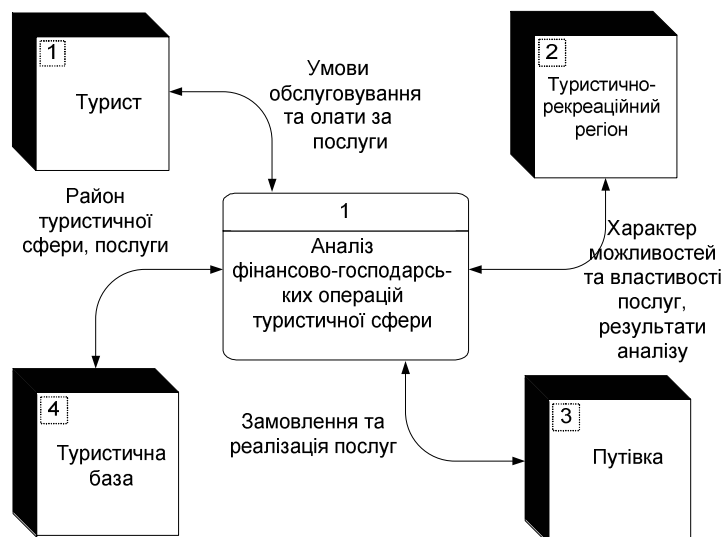 1
Турист
Умови
обслуговування
та олати за
послуги
2
Туристично-
рекреаційний
регіон
Район
туристичної
сфери, послуги
1
Аналіз
фінансово-господарсь-
ких операцій
туристичної сфери
Характер
можливостей
та властивості
послуг,
результати
аналізу
4
Туристична
база
Замовлення та
реалізація послуг
3
Путівка